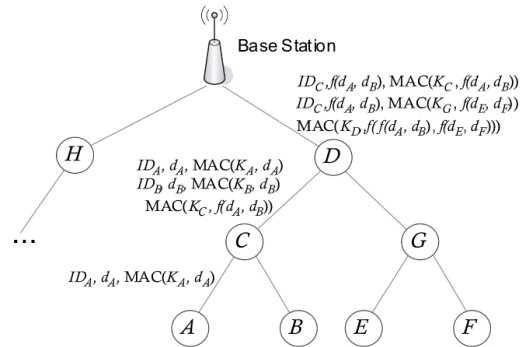 Base Station
ID_C, f(d_A, d_B), MAC(K_C, f(d_A, d_B))
ID_C, f(d_A, d_B), MAC(K_G, f(d_E, d_F))
MAC(K_D, f(f(d_A, d_B), f(d_E, d_F)))
H
D
ID_A, d_A, MAC(K_A, d_A)
ID_B, d_B, MAC(K_B, d_B)
MAC(K_C, f(d_A, d_B))
...
C
G
ID_A, d_A, MAC(K_A, d_A)
A
B
E
F